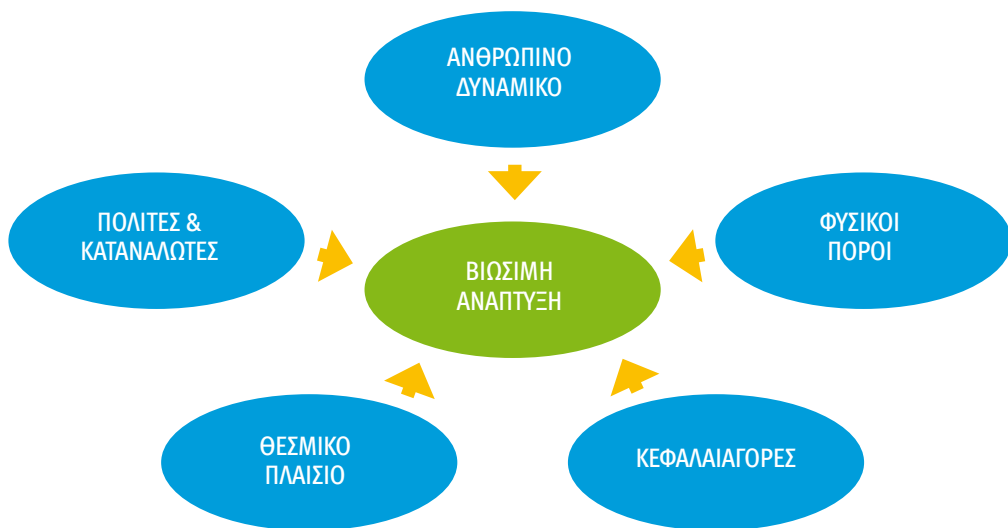 ΑΝΘΡΩΠΙΝΟ
ΔΥΝΑΜΙΚΟ
ΠΟΛΙΤΕΣ &
ΚΑΤΑΝΑΛΩΤΕΣ
ΦΥΣΙΚΟΙ
ΠΟΡΟΙ
ΒΙΩΣΙΜΗ
ΑΝΑΠΤΥΞΗ
ΘΕΣΜΙΚΟ
ΠΛΑΙΣΙΟ
ΚΕΦΑΛΑΙΑΓΟΡΕΣ